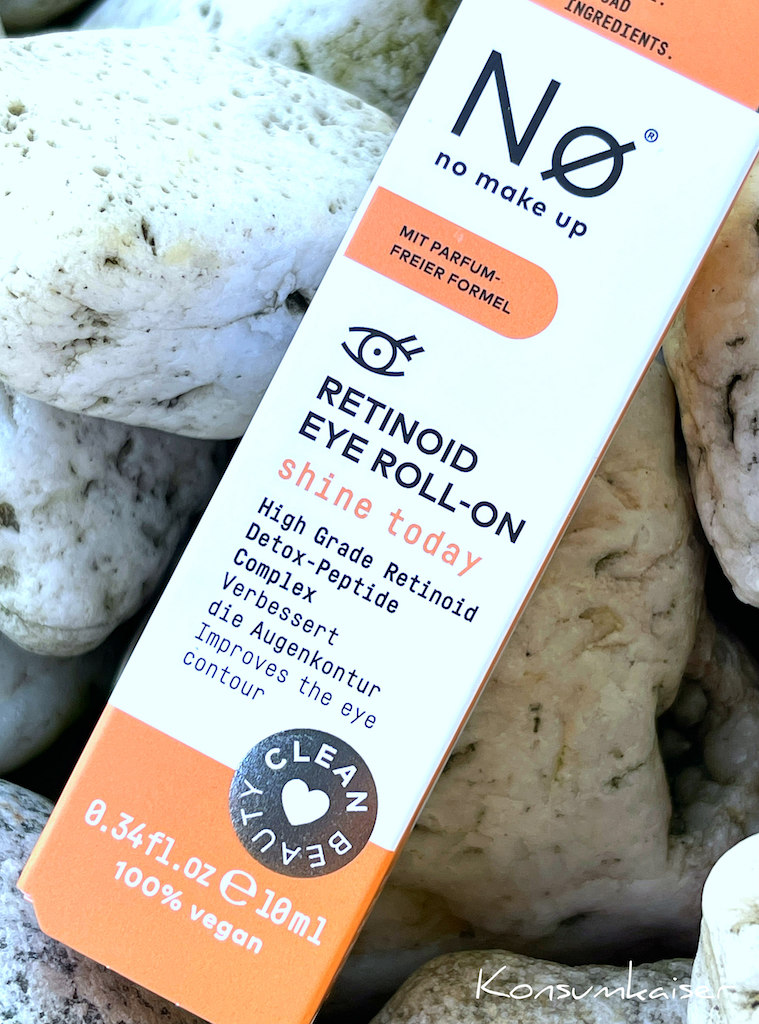 BAD
INGREDIENTS.
Nø®
no make up
MIT PARFUM-
FREIER FORMEL
RETINOID
EYE ROLL-ON
shine today
High Grade Retinoid
Detox-Peptide
Complex
Verbessert
die Augenkontur
Improves the eye
contour
CLEAN BEAUTY
0.34fl.oz ℮ 10ml
100% vegan
Konsumkaiser